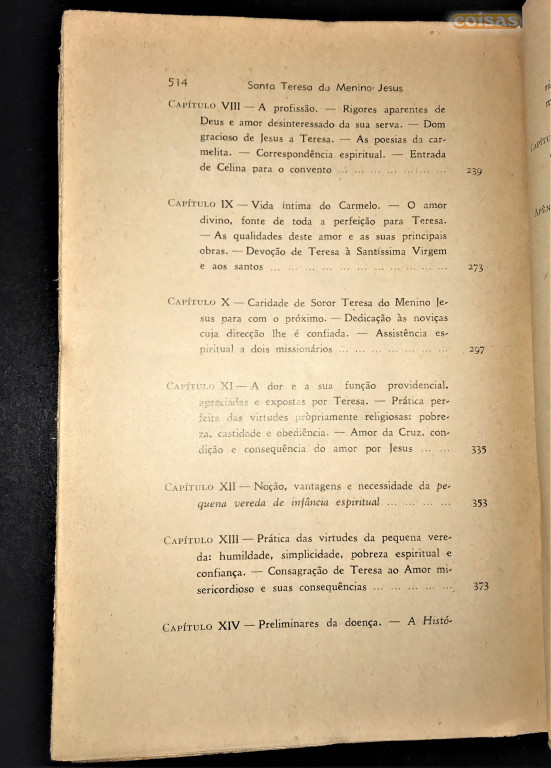 coisas
514 Santa Teresa do Menino Jesus
CAPÍTULO VIII — A profissão. — Rigores aparentes de
Deus e amor desinteressado da sua serva. — Dom
gracioso de Jesus a Teresa. — As poesias da car-
melita. — Correspondência espiritual. — Entrada
de Celina para o convento ... ... ... ... ... ... ... 239
CAPÍTULO IX — Vida íntima do Carmelo. — O amor
divino, fonte de toda a perfeição para Teresa.
— As qualidades deste amor e as suas principais
obras. — Devoção de Teresa à Santíssima Virgem
e aos santos ... ... ... ... ... ... ... ... ... ... ... 273
CAPÍTULO X — Caridade de Soror Teresa do Menino Je-
sus para com o próximo. — Dedicação às noviças
cuja direcção lhe é confiada. — Assistência es-
piritual a dois missionários ... ... ... ... ... ... ... 297
CAPÍTULO XI — A dor e a sua função providencial,
apreciadas e expostas por Teresa. — Prática per-
feita das virtudes pròpriamente religiosas: pobre-
za, castidade e obediência. — Amor da Cruz, con-
dição e consequência do amor por Jesus ... ... 335
CAPÍTULO XII — Noção, vantagens e necessidade da pe-
quena vereda de infância espiritual ... ... ... ... 353
CAPÍTULO XIII — Prática das virtudes da pequena vere-
da: humildade, simplicidade, pobreza espiritual e
confiança. — Consagração de Teresa ao Amor mi-
sericordioso e suas consequências ... ... ... ... ... 373
CAPÍTULO XIV — Preliminares da doença. — A Histó-